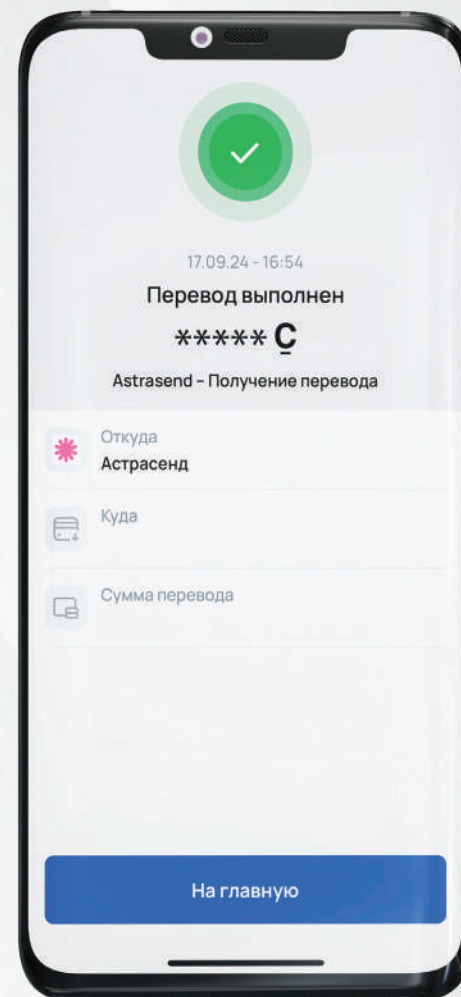 17.09.24 - 16:54
Перевод выполнен
***** С̲
Astrasend – Получение перевода
Откуда
Астрасенд
Куда
Сумма перевода
На главную